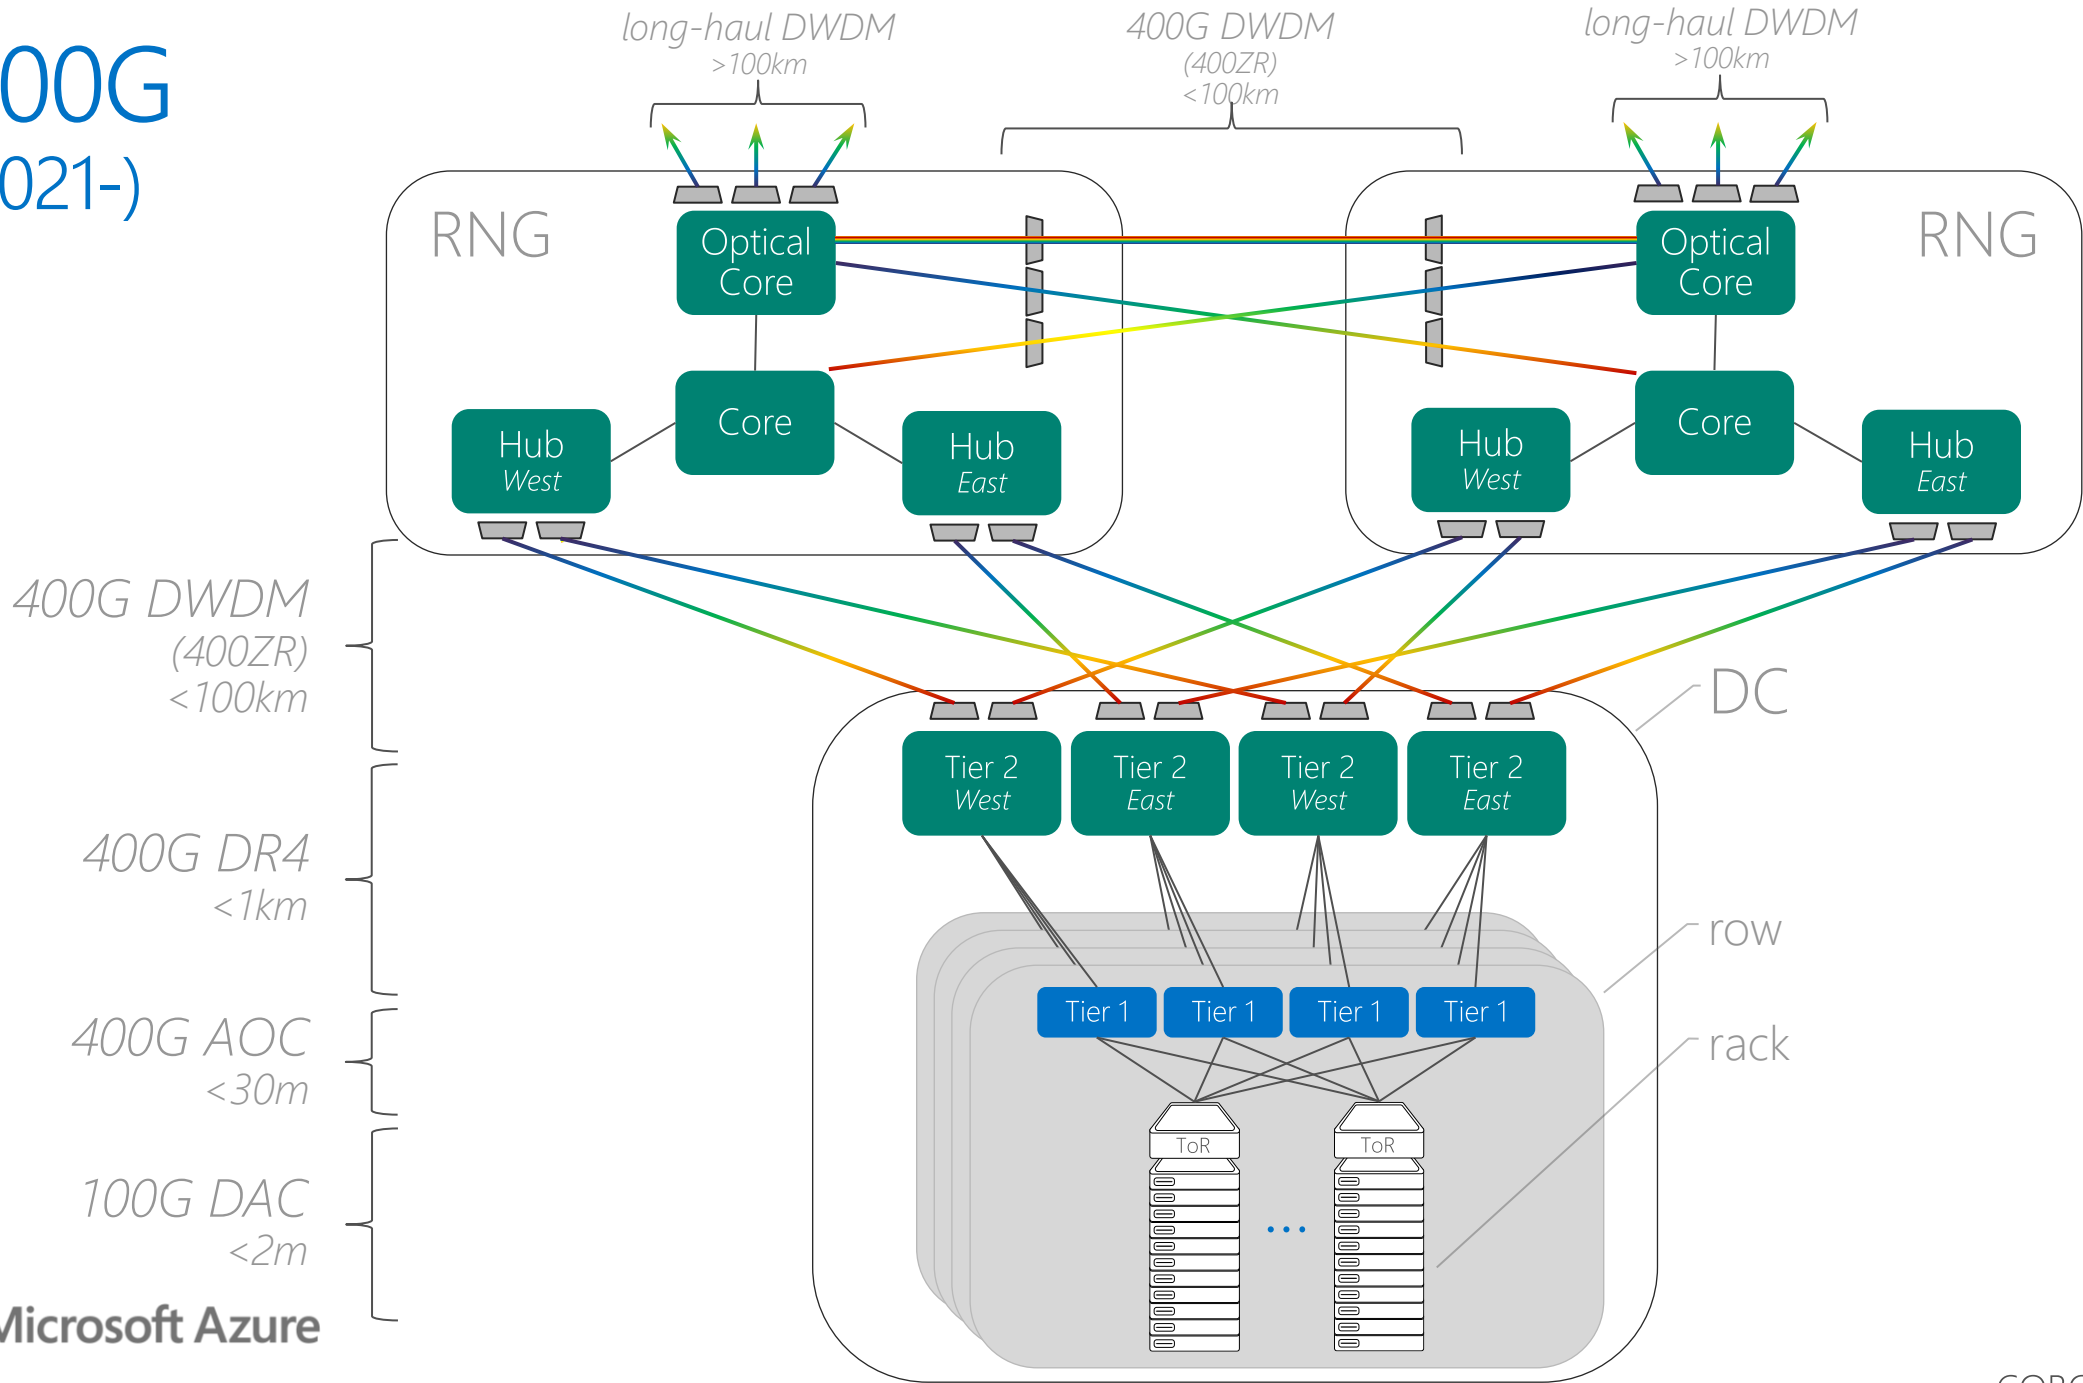 00G
021-)
long-haul DWDM
>100km
400G DWDM
(400ZR)
<100km
long-haul DWDM
>100km
RNG
Optical
Core
Core
Hub
West
Hub
East
Optical
Core
RNG
Core
Hub
West
Hub
East
400G DWDM
(400ZR)
<100km
DC
Tier 2
West
Tier 2
East
Tier 2
West
Tier 2
East
400G DR4
<1km
row
Tier 1
Tier 1
Tier 1
Tier 1
400G AOC
<30m
rack
ToR
ToR
100G DAC
<2m
...
Microsoft Azure